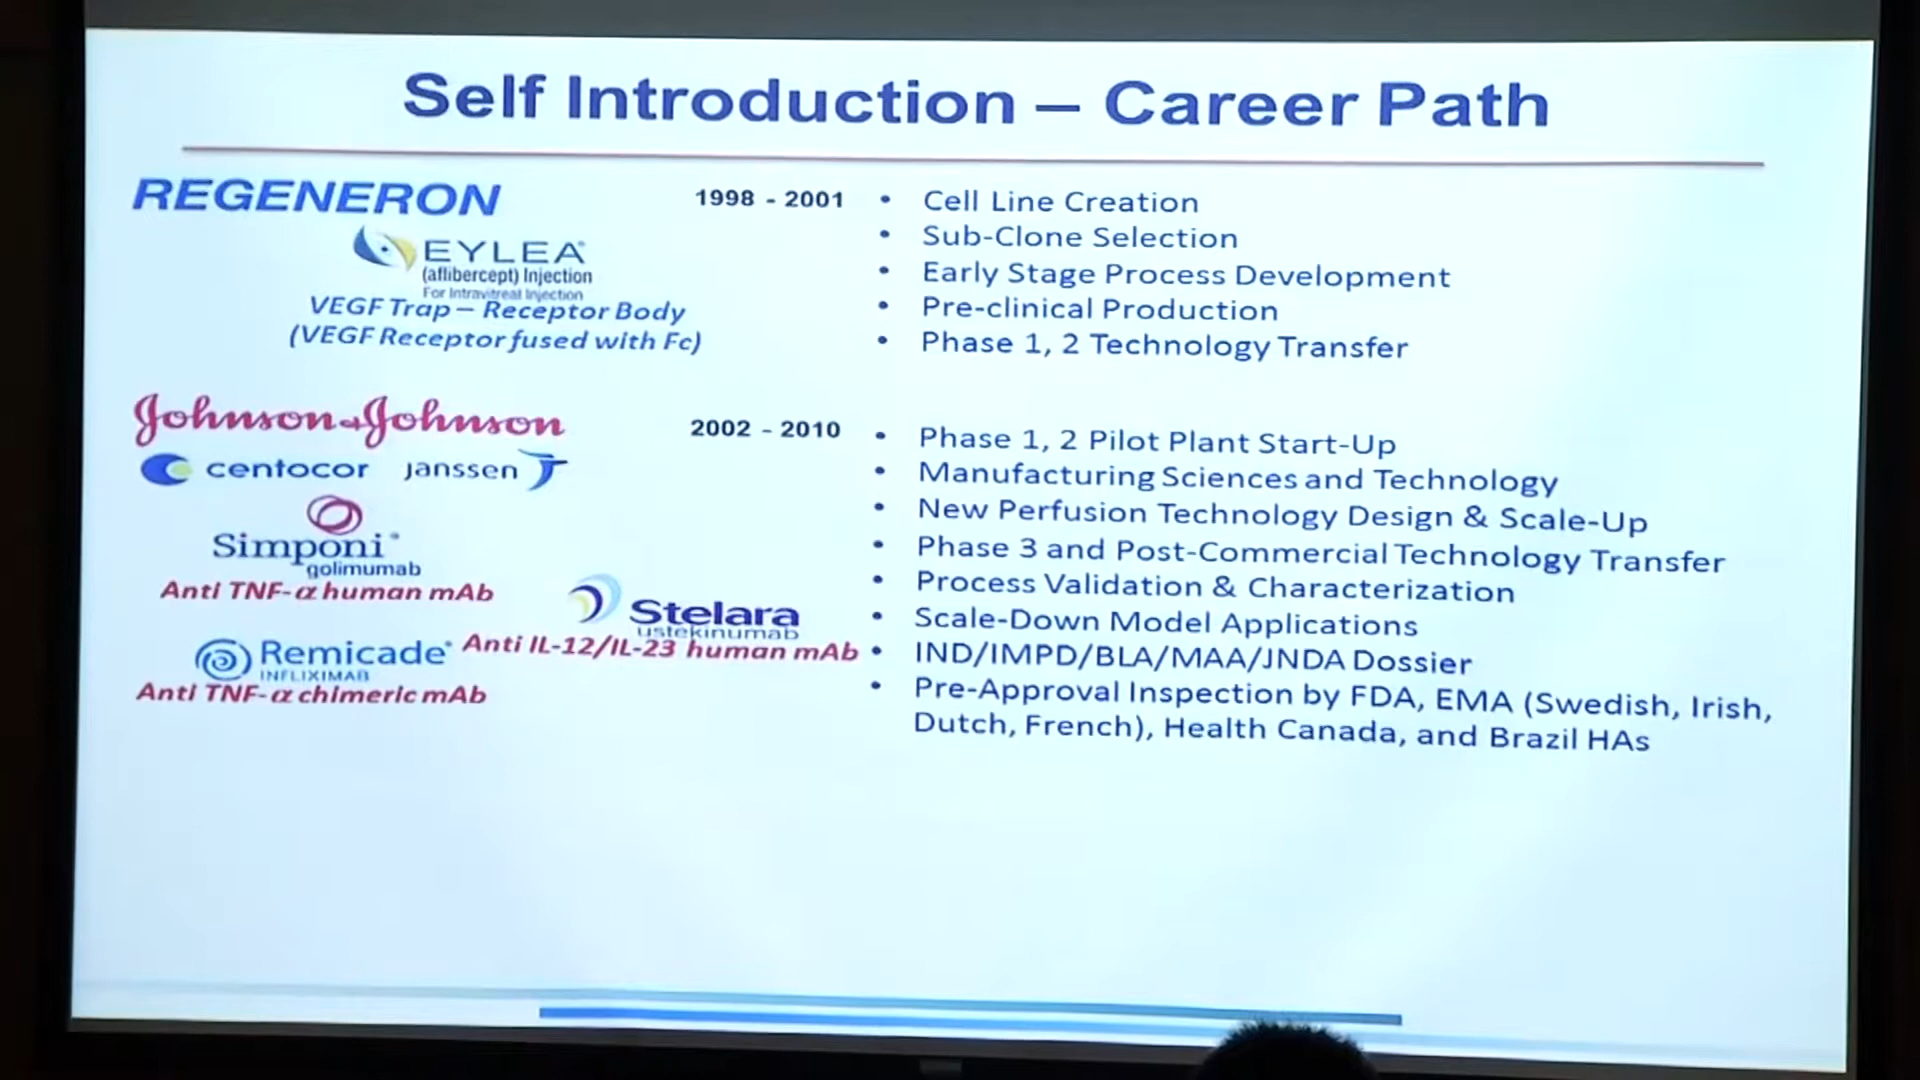 Self Introduction – Career Path
REGENERON
EYLEA®
(aflibercept) Injection
For Intravitreal Injection
VEGF Trap – Receptor Body
(VEGF Receptor fused with Fc)
1998 - 2001
• Cell Line Creation
• Sub-Clone Selection
• Early Stage Process Development
• Pre-clinical Production
• Phase 1, 2 Technology Transfer
Johnson & Johnson
centocor janssen
Simponi®
golimumab
Anti TNF-α human mAb
Stelara
ustekinumab
Anti IL-12/IL-23 human mAb
Remicade®
INFLIXIMAB
Anti TNF-α chimeric mAb
2002 - 2010
• Phase 1, 2 Pilot Plant Start-Up
• Manufacturing Sciences and Technology
• New Perfusion Technology Design & Scale-Up
• Phase 3 and Post-Commercial Technology Transfer
• Process Validation & Characterization
• Scale-Down Model Applications
• IND/IMPD/BLA/MAA/JNDA Dossier
• Pre-Approval Inspection by FDA, EMA (Swedish, Irish,
Dutch, French), Health Canada, and Brazil HAs